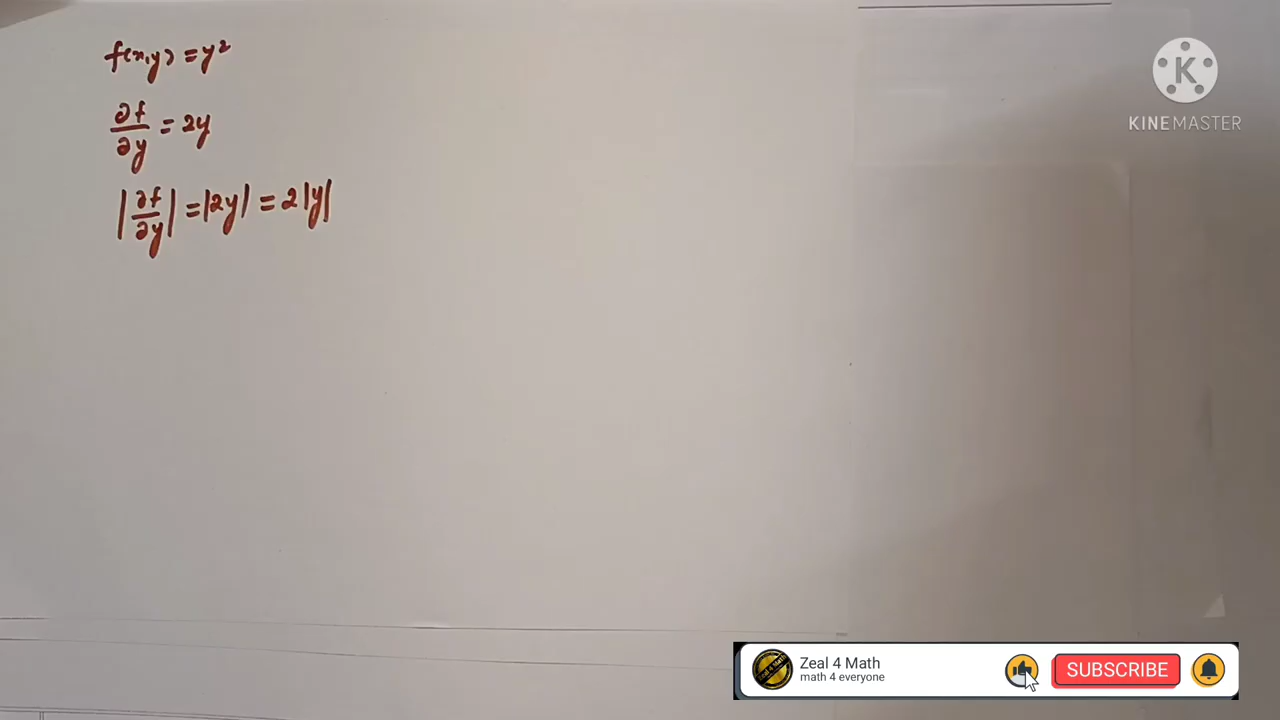 f(x,y) = y²
∂f/∂y = 2y
|∂f/∂y| = |2y| = 2|y|
K
KINEMASTER
Zeal 4 Math
math 4 everyone
SUBSCRIBE